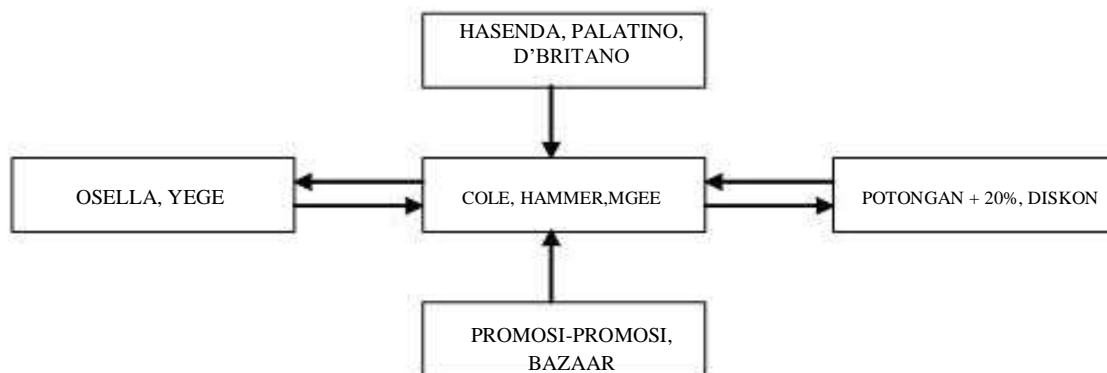 HASENDA, PALATINO,
D’BRITANO
OSELLA, YEGE
COLE, HAMMER,MGEE
POTONGAN + 20%, DISKON
PROMOSI-PROMOSI,
BAZAAR